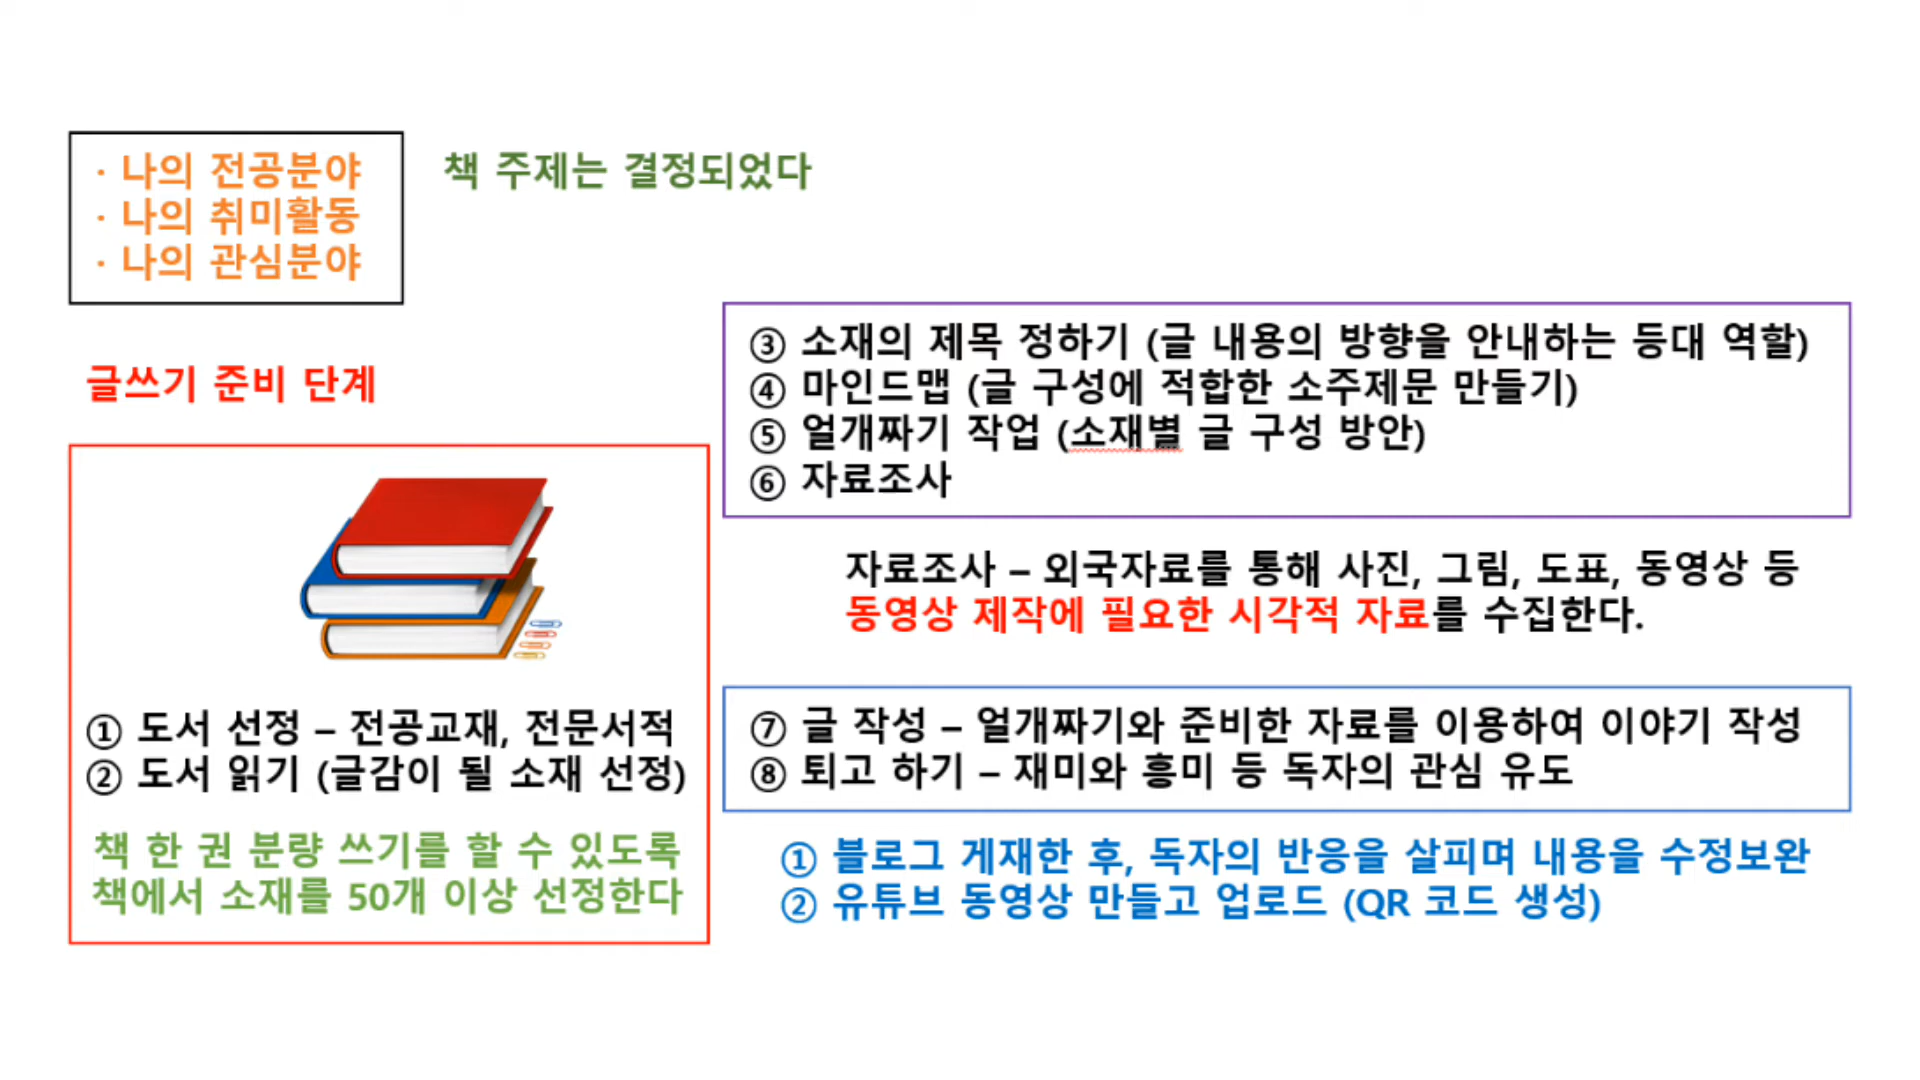 · 나의 전공분야
· 나의 취미활동
· 나의 관심분야
책 주제는 결정되었다
글쓰기 준비 단계
① 도서 선정 – 전공교재, 전문서적
② 도서 읽기 (글감이 될 소재 선정)
책 한 권 분량 쓰기를 할 수 있도록
책에서 소재를 50개 이상 선정한다
③ 소재의 제목 정하기 (글 내용의 방향을 안내하는 등대 역할)
④ 마인드맵 (글 구성에 적합한 소주제문 만들기)
⑤ 얼개짜기 작업 (소재별 글 구성 방안)
⑥ 자료조사
자료조사 – 외국자료를 통해 사진, 그림, 도표, 동영상 등
동영상 제작에 필요한 시각적 자료를 수집한다.
⑦ 글 작성 – 얼개짜기와 준비한 자료를 이용하여 이야기 작성
⑧ 퇴고 하기 – 재미와 흥미 등 독자의 관심 유도
① 블로그 게재한 후, 독자의 반응을 살피며 내용을 수정보완
② 유튜브 동영상 만들고 업로드 (QR 코드 생성)